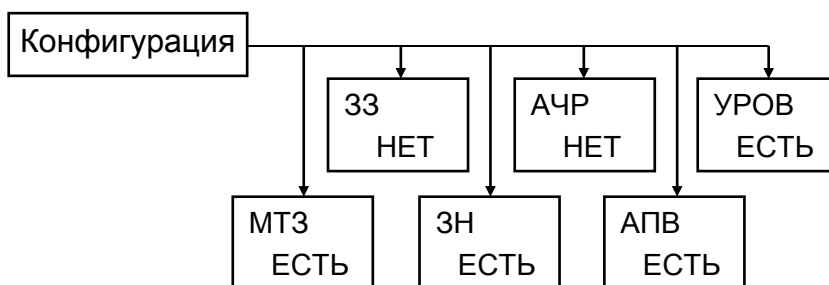 Конфигурация
ЗЗ
НЕТ
АЧР
НЕТ
УРОВ
ЕСТЬ
МТЗ
ЕСТЬ
ЗН
ЕСТЬ
АПВ
ЕСТЬ